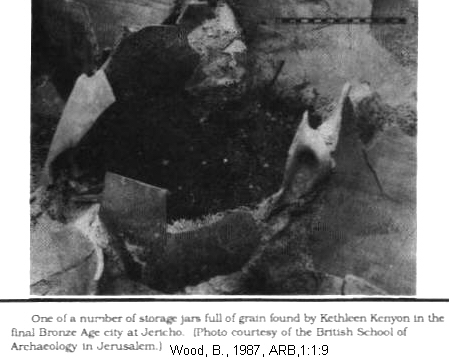 One of a number of storage jars full of grain found by Kethleen Kenyon in the
final Bronze Age city at Jericho. (Photo courtesy of the British School of
Archaeology in Jerusalem.) Wood, B., 1987, ARB,1:1:9